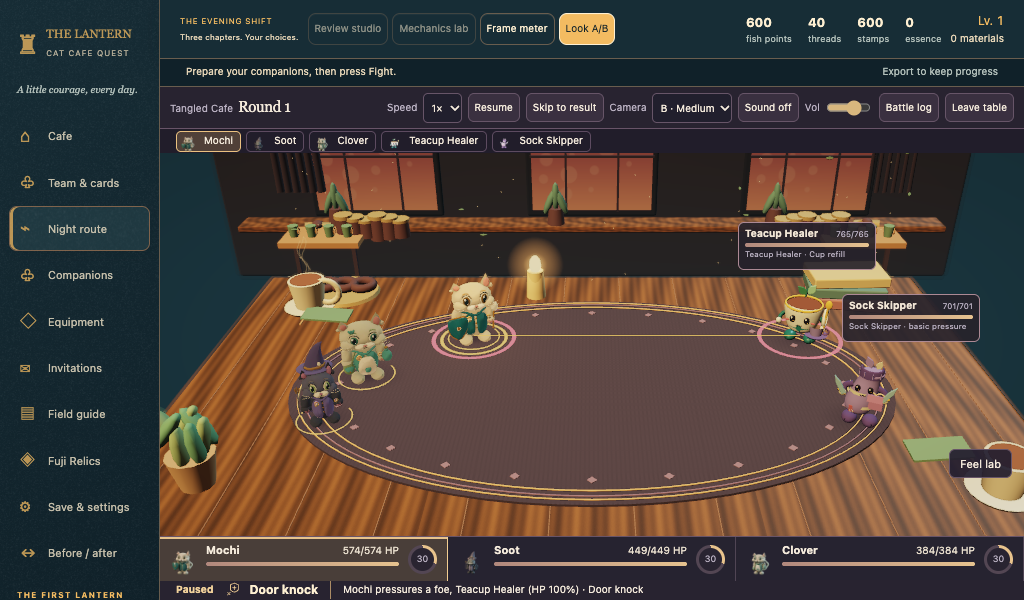 THE LANTERN
CAT CAFE QUEST
A little courage, every day.
Cafe
Team & cards
Night route
Companions
Equipment
Invitations
Field guide
Fuji Relics
Save & settings
Before / after
THE FIRST LANTERN
THE EVENING SHIFT
Three chapters. Your choices.
Review studio
Mechanics lab
Frame meter
Look A/B
600 fish points
40 threads
600 stamps
0 essence
Lv. 1
0 materials
Prepare your companions, then press Fight.
Export to keep progress
Tangled Cafe Round 1
Speed 1x Resume Skip to result Camera B · Medium Sound off Vol Battle log Leave table
Mochi Soot Clover Teacup Healer Sock Skipper
Teacup Healer 765/765
Teacup Healer · Cup refill
Sock Skipper 701/701
Sock Skipper · basic pressure
Feel lab
Mochi 574/574 HP 30
Soot 449/449 HP 30
Clover 384/384 HP 30
Paused Door knock Mochi pressures a foe, Teacup Healer (HP 100%) · Door knock